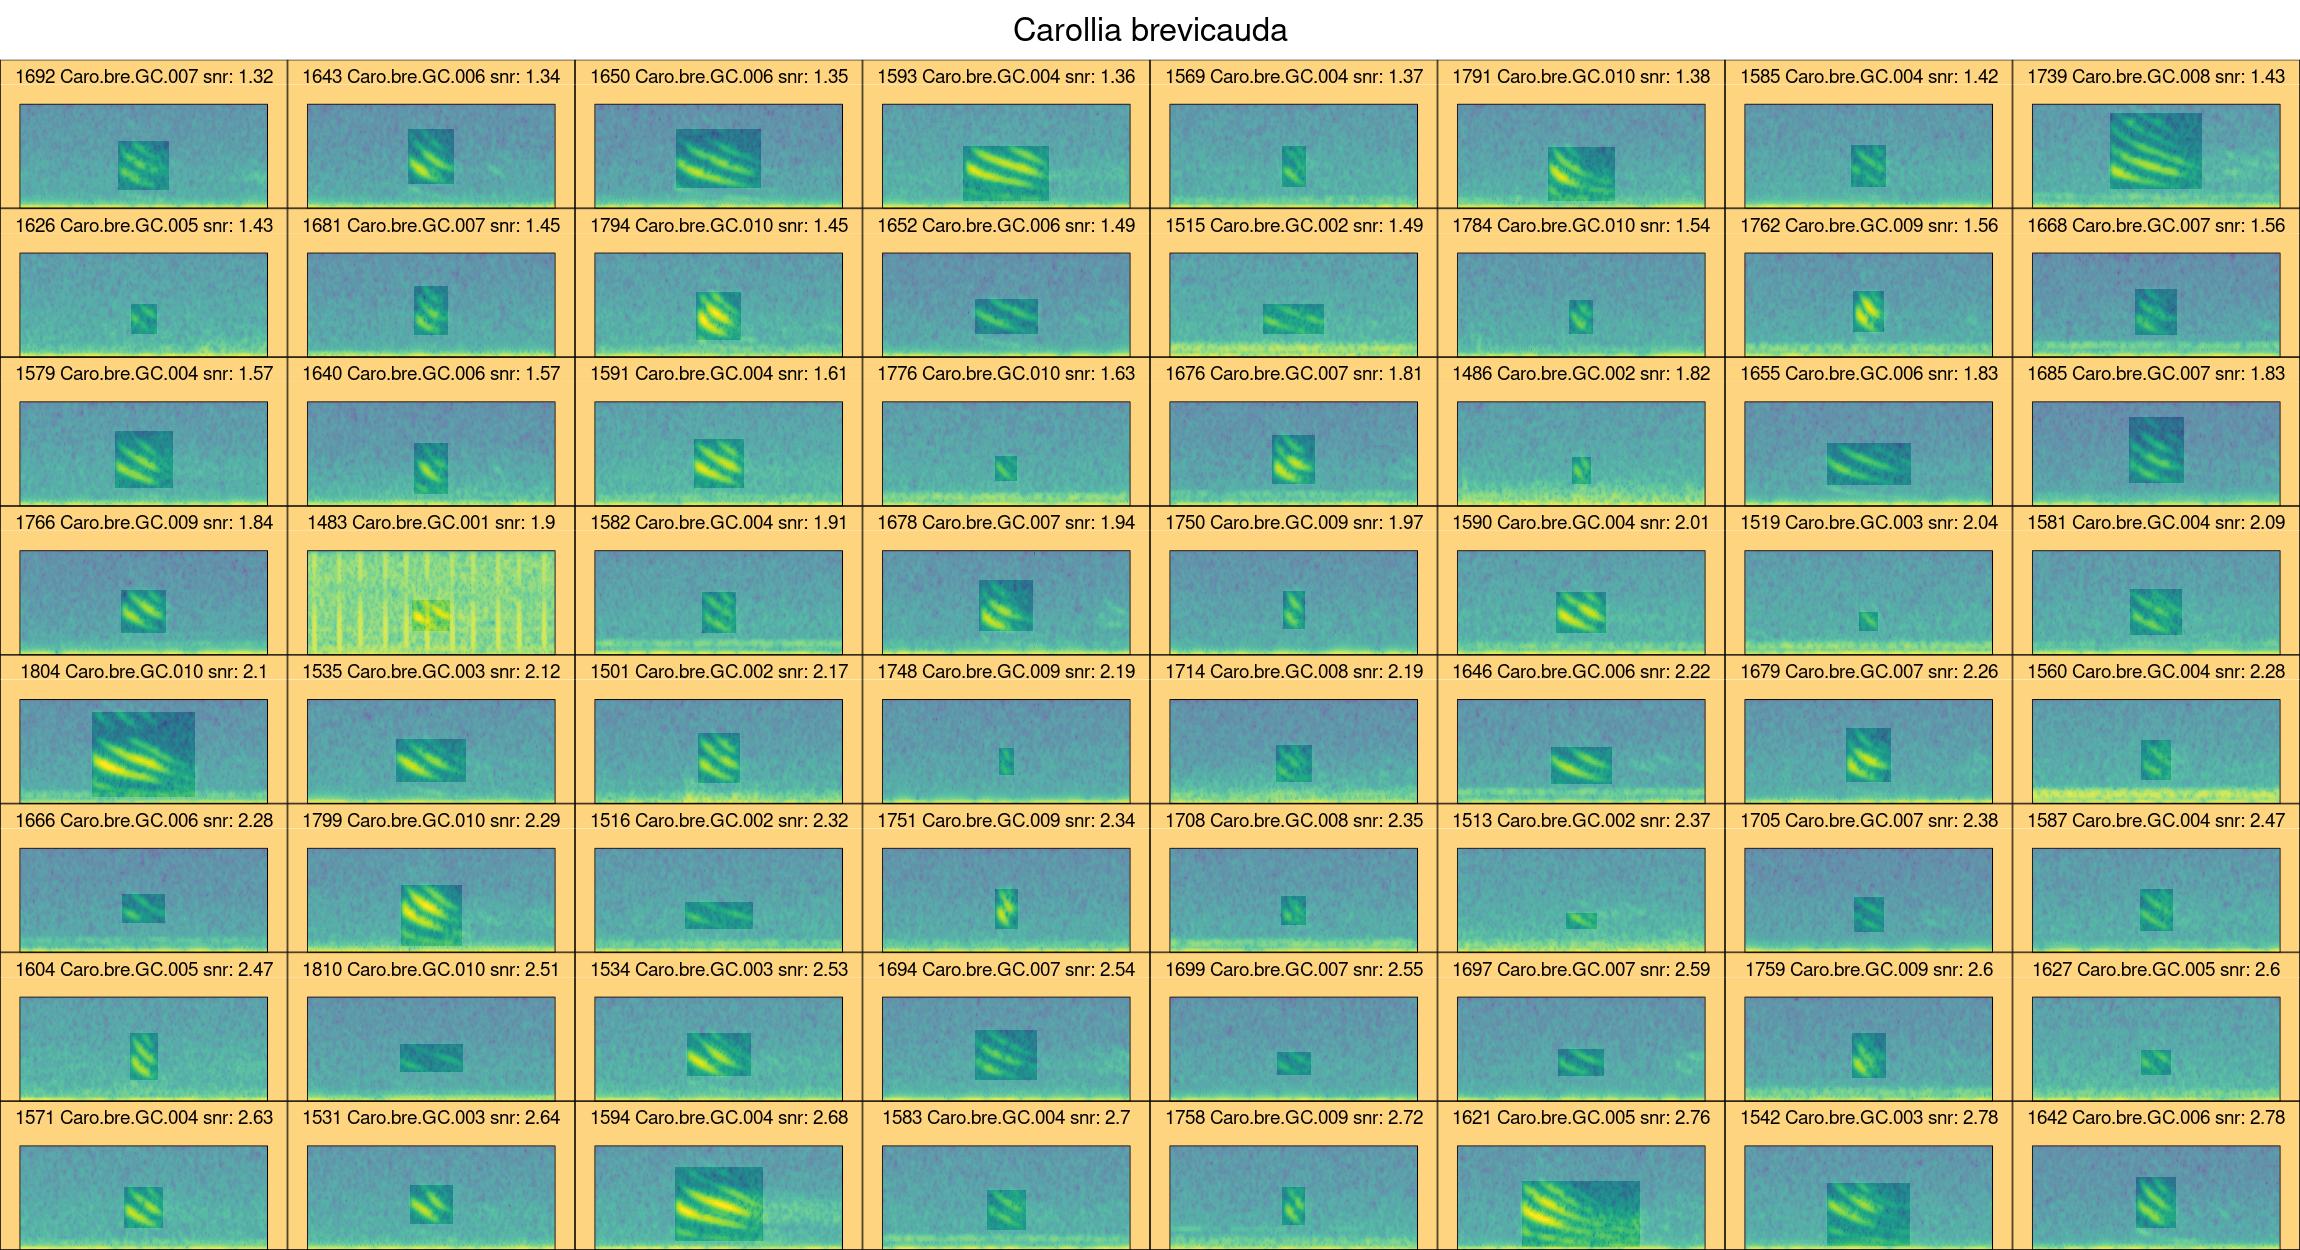 Carollia brevicauda
1692 Caro.bre.GC.007 snr: 1.32
1643 Caro.bre.GC.006 snr: 1.34
1650 Caro.bre.GC.006 snr: 1.35
1593 Caro.bre.GC.004 snr: 1.36
1569 Caro.bre.GC.004 snr: 1.37
1791 Caro.bre.GC.010 snr: 1.38
1585 Caro.bre.GC.004 snr: 1.42
1739 Caro.bre.GC.008 snr: 1.43
1626 Caro.bre.GC.005 snr: 1.43
1681 Caro.bre.GC.007 snr: 1.45
1794 Caro.bre.GC.010 snr: 1.45
1652 Caro.bre.GC.006 snr: 1.49
1515 Caro.bre.GC.002 snr: 1.49
1784 Caro.bre.GC.010 snr: 1.54
1762 Caro.bre.GC.009 snr: 1.56
1668 Caro.bre.GC.007 snr: 1.56
1579 Caro.bre.GC.004 snr: 1.57
1640 Caro.bre.GC.006 snr: 1.57
1591 Caro.bre.GC.004 snr: 1.61
1776 Caro.bre.GC.010 snr: 1.63
1676 Caro.bre.GC.007 snr: 1.81
1486 Caro.bre.GC.002 snr: 1.82
1655 Caro.bre.GC.006 snr: 1.83
1685 Caro.bre.GC.007 snr: 1.83
1766 Caro.bre.GC.009 snr: 1.84
1483 Caro.bre.GC.001 snr: 1.9
1582 Caro.bre.GC.004 snr: 1.91
1678 Caro.bre.GC.007 snr: 1.94
1750 Caro.bre.GC.009 snr: 1.97
1590 Caro.bre.GC.004 snr: 2.01
1519 Caro.bre.GC.003 snr: 2.04
1581 Caro.bre.GC.004 snr: 2.09
1804 Caro.bre.GC.010 snr: 2.1
1535 Caro.bre.GC.003 snr: 2.12
1501 Caro.bre.GC.002 snr: 2.17
1748 Caro.bre.GC.009 snr: 2.19
1714 Caro.bre.GC.008 snr: 2.19
1646 Caro.bre.GC.006 snr: 2.22
1679 Caro.bre.GC.007 snr: 2.26
1560 Caro.bre.GC.004 snr: 2.28
1666 Caro.bre.GC.006 snr: 2.28
1799 Caro.bre.GC.010 snr: 2.29
1516 Caro.bre.GC.002 snr: 2.32
1751 Caro.bre.GC.009 snr: 2.34
1708 Caro.bre.GC.008 snr: 2.35
1513 Caro.bre.GC.002 snr: 2.37
1705 Caro.bre.GC.007 snr: 2.38
1587 Caro.bre.GC.004 snr: 2.47
1604 Caro.bre.GC.005 snr: 2.47
1810 Caro.bre.GC.010 snr: 2.51
1534 Caro.bre.GC.003 snr: 2.53
1694 Caro.bre.GC.007 snr: 2.54
1699 Caro.bre.GC.007 snr: 2.55
1697 Caro.bre.GC.007 snr: 2.59
1759 Caro.bre.GC.009 snr: 2.6
1627 Caro.bre.GC.005 snr: 2.6
1571 Caro.bre.GC.004 snr: 2.63
1531 Caro.bre.GC.003 snr: 2.64
1594 Caro.bre.GC.004 snr: 2.68
1583 Caro.bre.GC.004 snr: 2.7
1758 Caro.bre.GC.009 snr: 2.72
1621 Caro.bre.GC.005 snr: 2.76
1542 Caro.bre.GC.003 snr: 2.78
1642 Caro.bre.GC.006 snr: 2.78